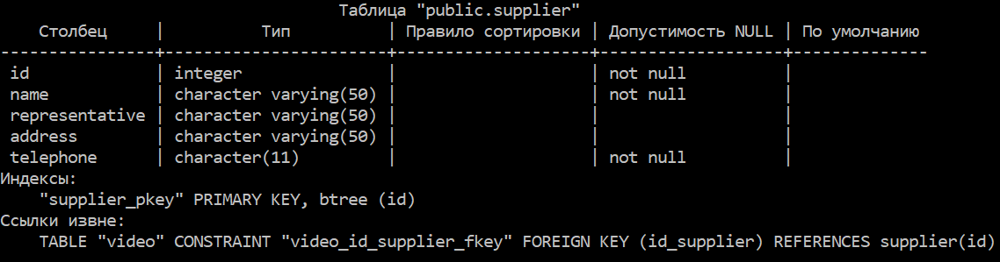 Таблица "public.supplier"
Столбец | Тип | Правило сортировки | Допустимость NULL | По умолчанию
----------------+-----------------------+--------------------+-------------------+--------------
id | integer | | not null |
name | character varying(50) | | not null |
representative | character varying(50) | | |
address | character varying(50) | | |
telephone | character(11) | | not null |
Индексы:
"supplier_pkey" PRIMARY KEY, btree (id)
Ссылки извне:
TABLE "video" CONSTRAINT "video_id_supplier_fkey" FOREIGN KEY (id_supplier) REFERENCES supplier(id)